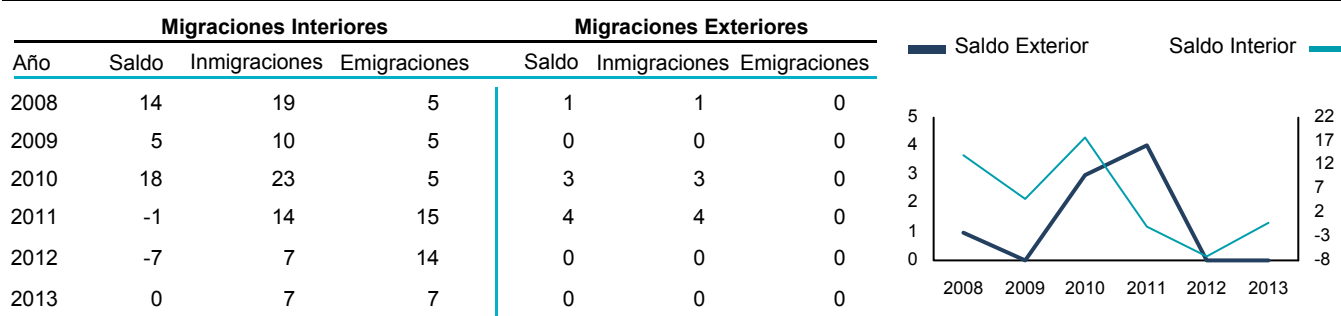 Migraciones Interiores Migraciones Exteriores
Año Saldo Inmigraciones Emigraciones Saldo Inmigraciones Emigraciones
2008 14 19 5 1 1 0
2009 5 10 5 0 0 0
2010 18 23 5 3 3 0
2011 -1 14 15 4 4 0
2012 -7 7 14 0 0 0
2013 0 7 7 0 0 0
Saldo Exterior Saldo Interior
5 22
4 17
3 12
2 7
1 2
0 -3
-8
2008 2009 2010 2011 2012 2013